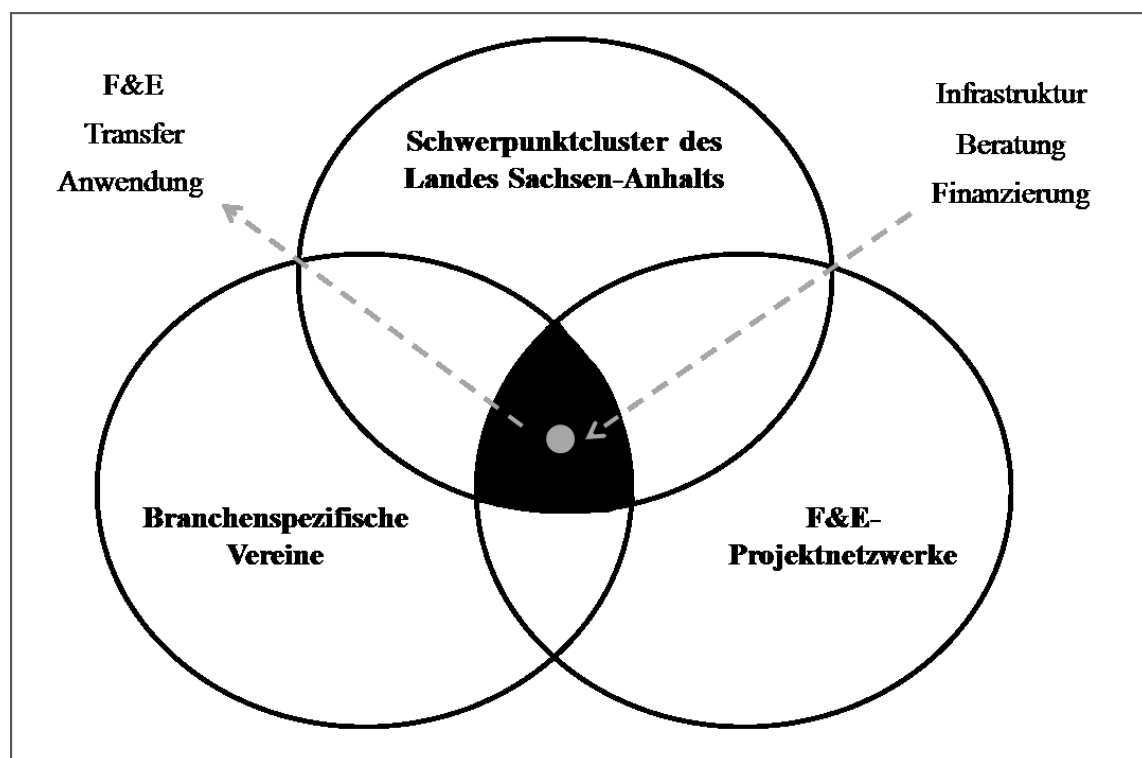 F&E
Transfer
Anwendung
Infrastruktur
Beratung
Finanzierung
Schwerpunktcluster des
Landes Sachsen-Anhalts
Branchenspezifische
Vereine
F&E-
Projektnetzwerke